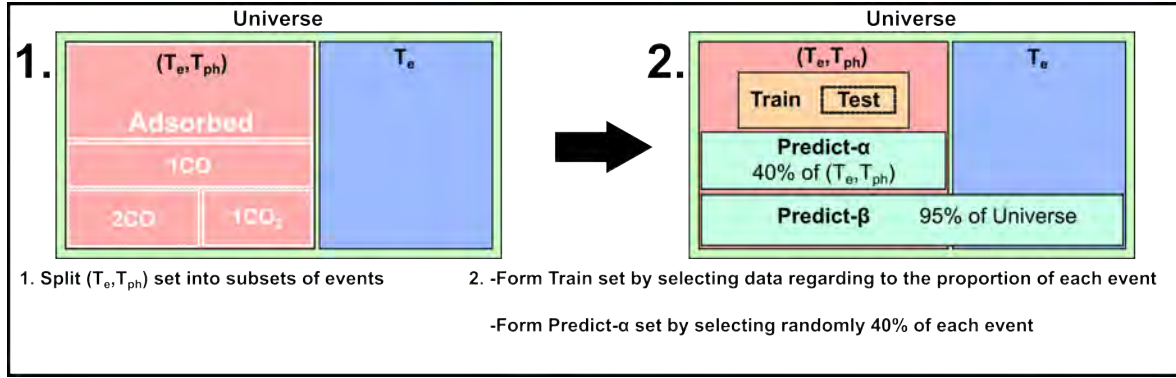 Universe
1.
(Te,Tph)
Te
Adsorbed
1CO
2CO
1CO2
Universe
2.
(Te,Tph)
Te
Train
Test
Predict-α
40% of (Te,Tph)
Predict-β
95% of Universe
1. Split (Te,Tph) set into subsets of events
2. -Form Train set by selecting data regarding to the proportion of each event
-Form Predict-α set by selecting randomly 40% of each event